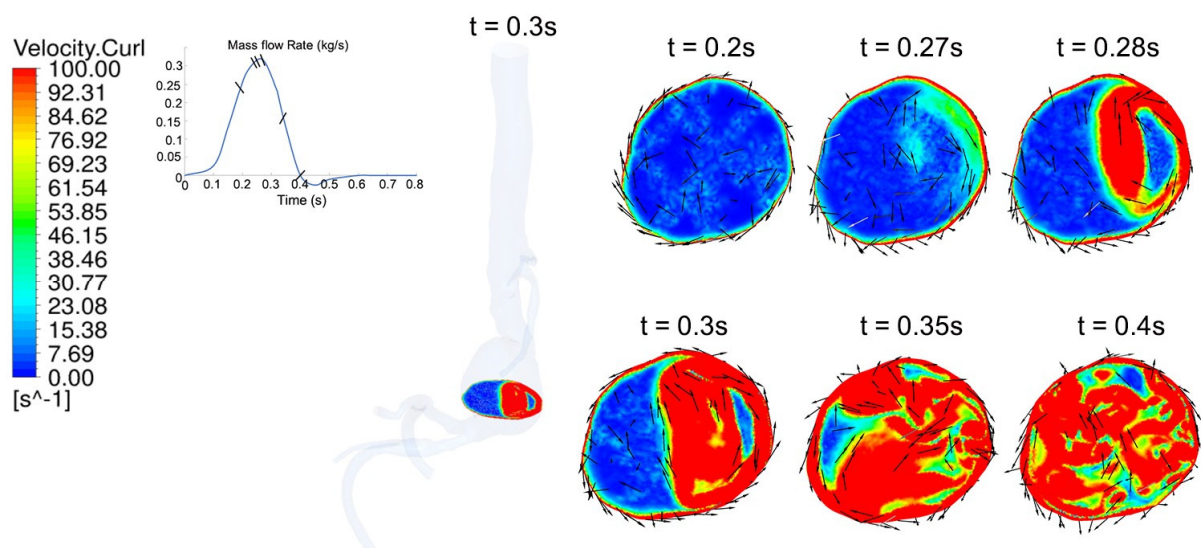 t = 0.3s
Velocity.Curl
100.00
92.31
84.62
76.92
69.23
61.54
53.85
46.15
38.46
30.77
23.08
15.38
7.69
0.00
[s^-1]
Mass flow Rate (kg/s)
0.3
0.25
0.2
0.15
0.1
0.05
0
0 0.1 0.2 0.3 0.4 0.5 0.6 0.7 0.8
Time (s)
t = 0.2s
t = 0.27s
t = 0.28s
t = 0.3s
t = 0.35s
t = 0.4s